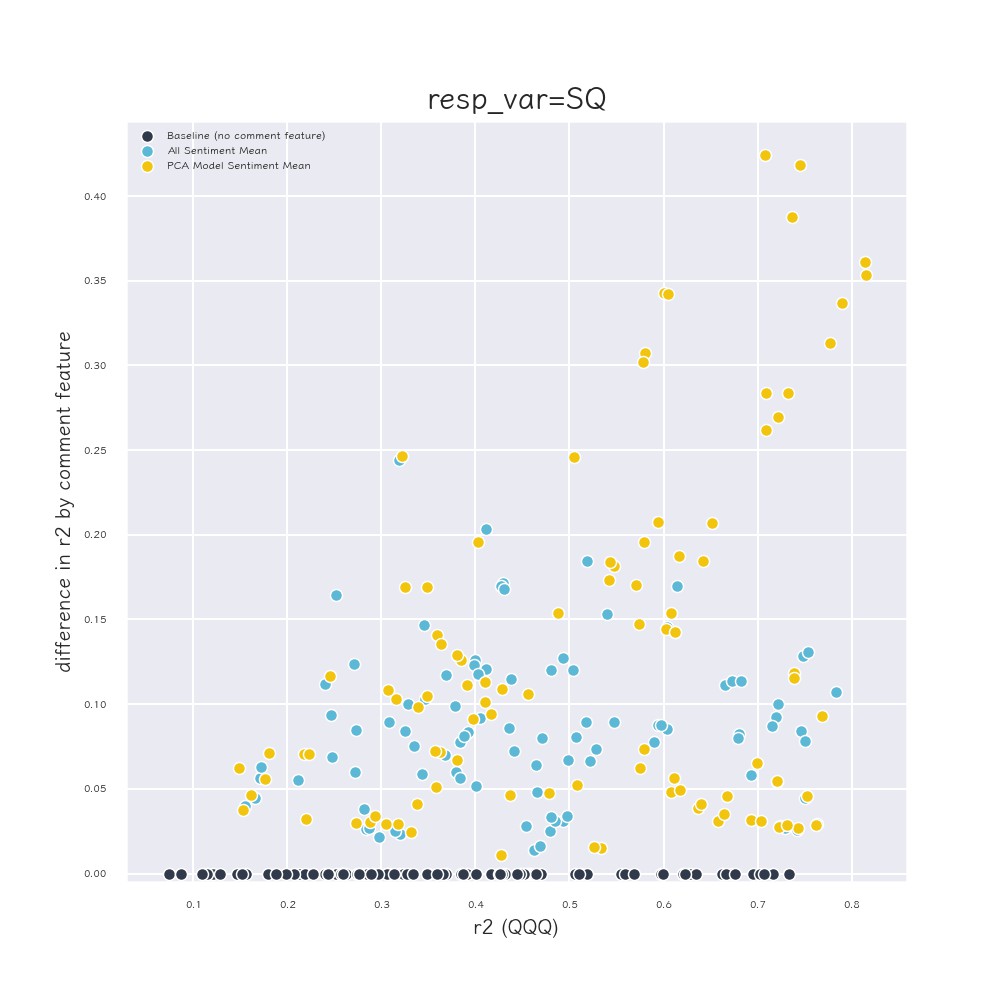 resp_var=SQ
Baseline (no comment feature)
All Sentiment Mean
PCA Model Sentiment Mean
0.40
0.35
0.30
0.25
0.20
0.15
0.10
0.05
0.00
difference in r2 by comment feature
0.1 0.2 0.3 0.4 0.5 0.6 0.7 0.8
r2 (QQQ)